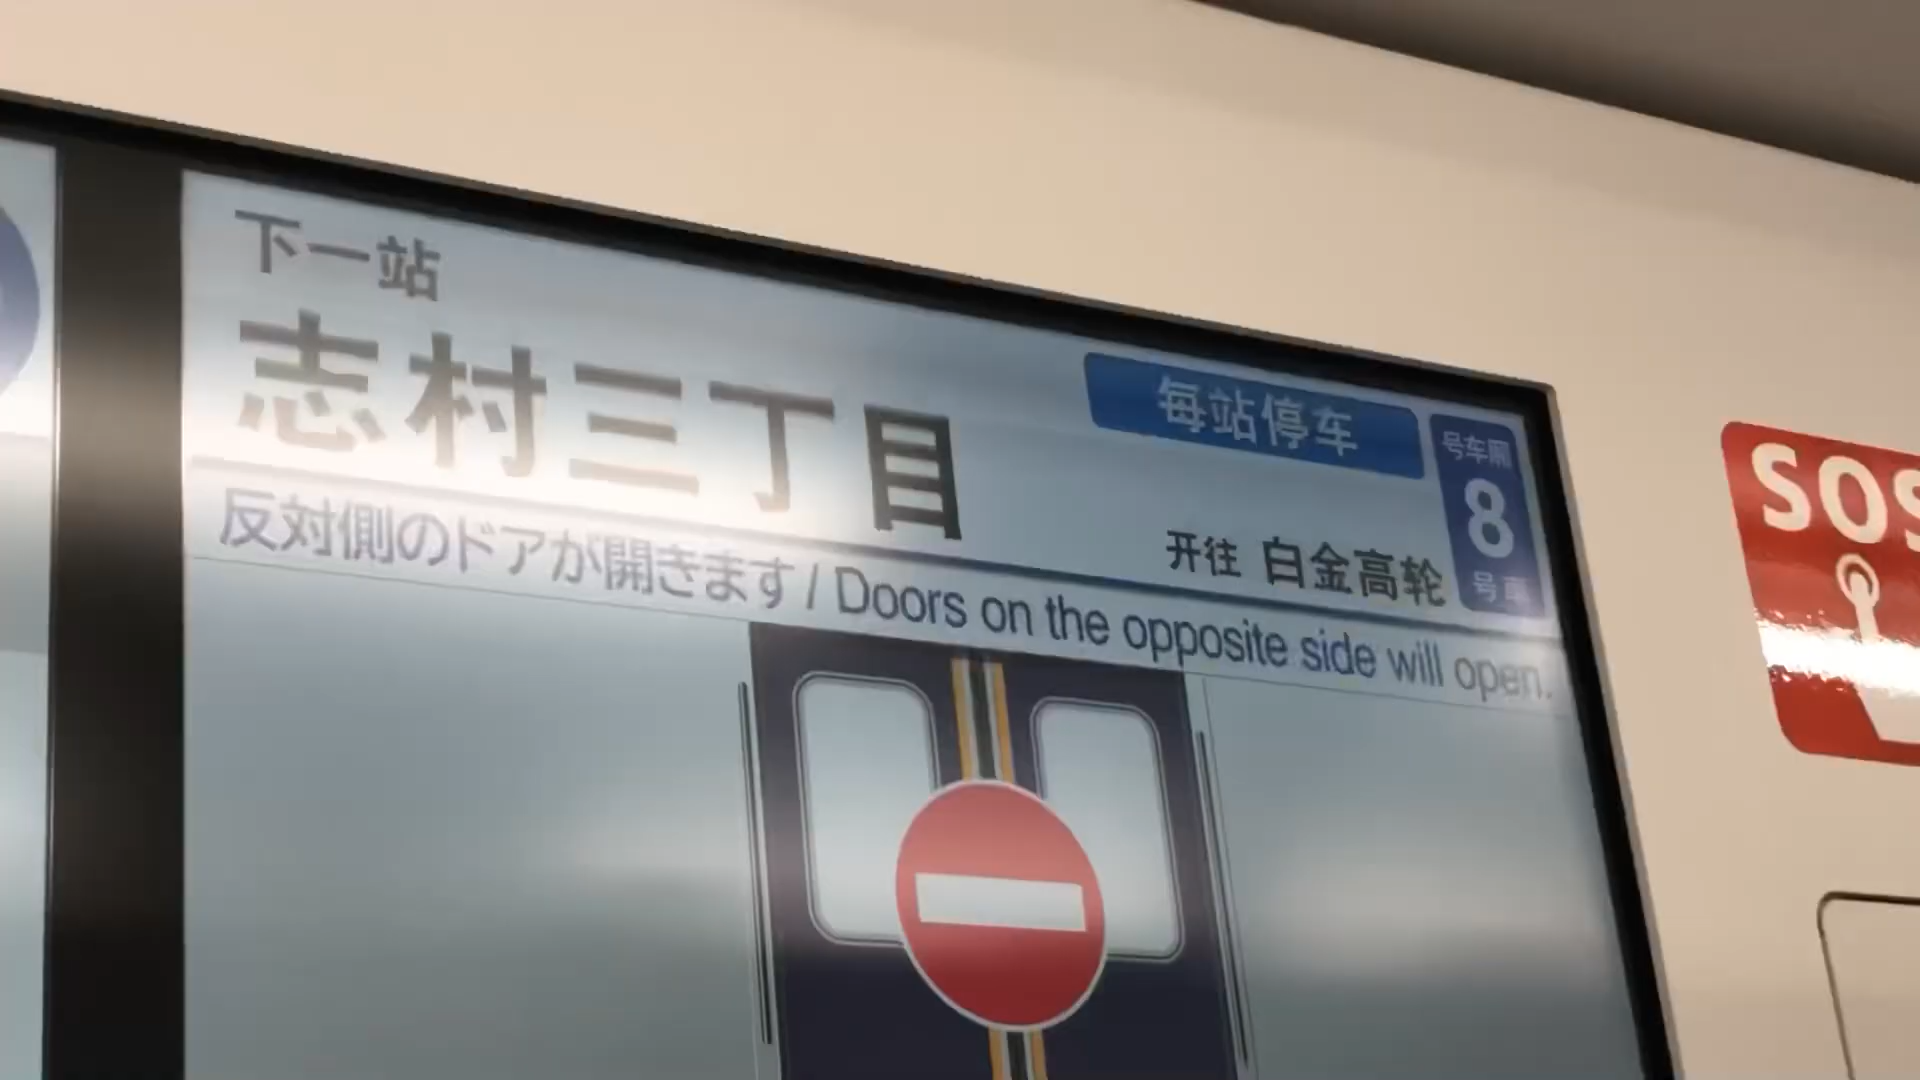 下一站
志村三丁目
每站停车
号车厢
8
号車
开往 白金高轮
反対側のドアが開きます / Doors on the opposite side will open.
SOS